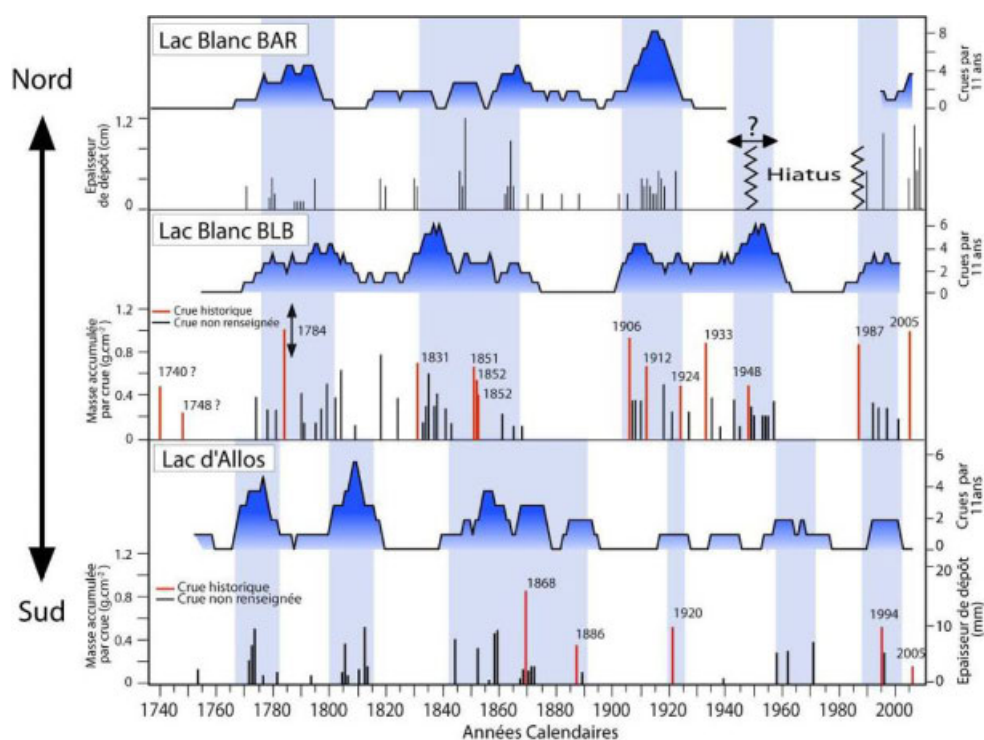 Nord
Sud
Lac Blanc BAR
8
4
0
Crues par
11 ans
1.2
0
Epaisseur
de dépôt (cm)
?
Hiatus
Lac Blanc BLB
6
4
2
0
Crues par
11 ans
1.2
0.8
0.4
0
Masse accumulée
par crue (g.cm-2)
Crue historique
Crue non renseignée
1740 ?
1748 ?
1784
1831
1851
1852
1852
1906
1912
1924
1933
1948
1987
2005
Lac d'Allos
6
4
2
0
Crues par
11ans
1.2
0.8
0.4
0
Masse accumulée
par crue (g.cm-2)
Crue historique
Crue non renseignée
1868
1886
1920
1994
2005
20
10
0
Epaisseur de dépôt
(mm)
1740 1760 1780 1800 1820 1840 1860 1880 1900 1920 1940 1960 1980 2000
Années Calendaires